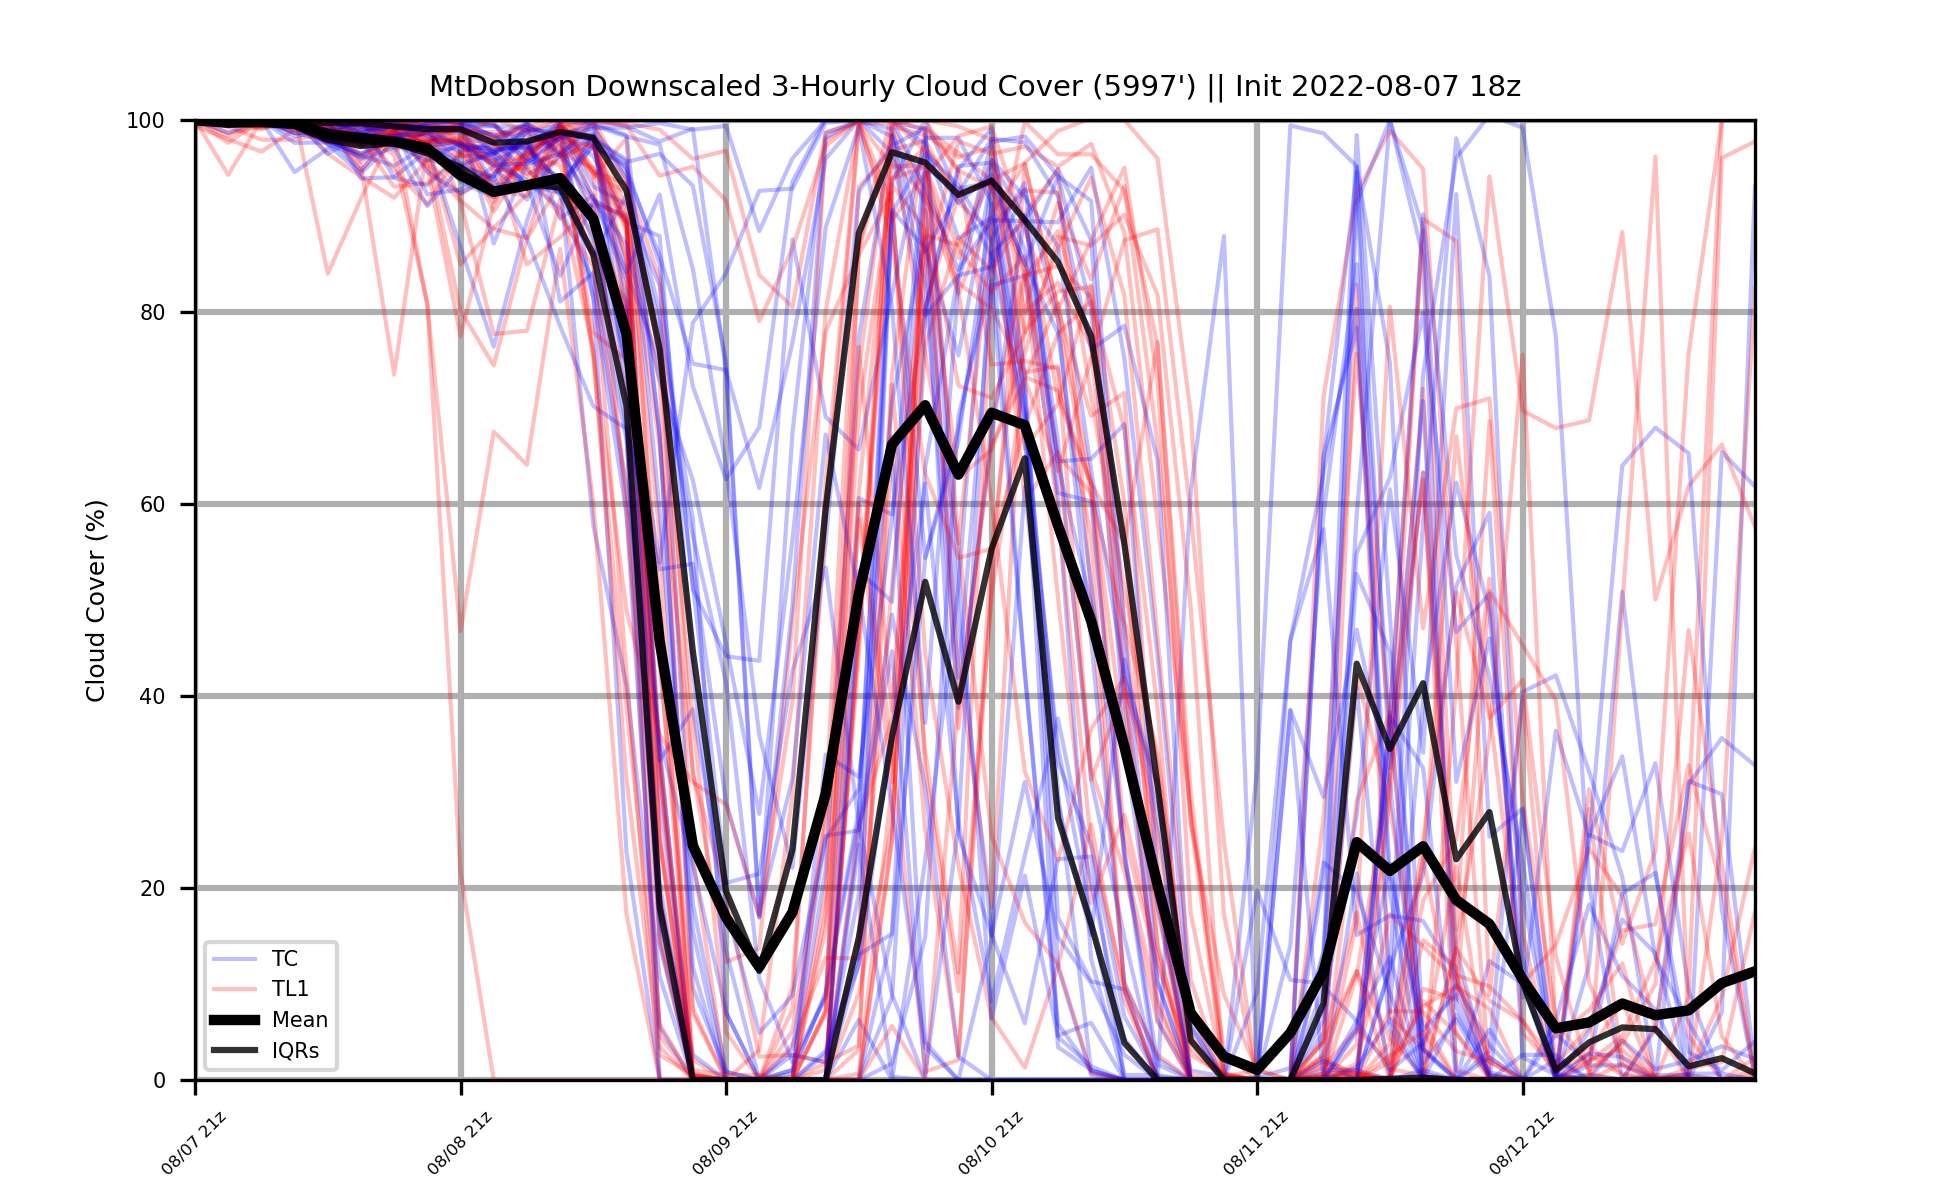 MtDobson Downscaled 3-Hourly Cloud Cover (5997') || Init 2022-08-07 18z
Cloud Cover (%)
100
80
60
40
20
0
TC
TL1
Mean
IQRs
08/07 21z
08/08 21z
08/09 21z
08/10 21z
08/11 21z
08/12 21z